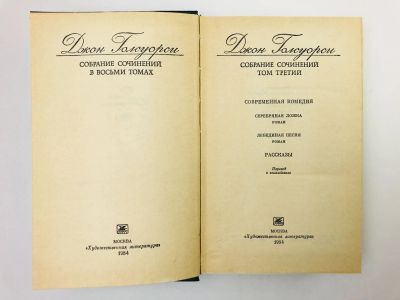 Джон Голсуорси
СОБРАНИЕ СОЧИНЕНИЙ
В ВОСЬМИ ТОМАХ
МОСКВА
«Художественная литература»
1984
Джон Голсуорси
СОБРАНИЕ СОЧИНЕНИЙ
ТОМ ТРЕТИЙ
СОВРЕМЕННАЯ КОМЕДИЯ
СЕРЕБРЯНАЯ ЛОЖКА
РОМАН
ЛЕБЕДИНАЯ ПЕСНЯ
РОМАН
РАССКАЗЫ
Перевод
с английского
МОСКВА
«Художественная литература»
1984